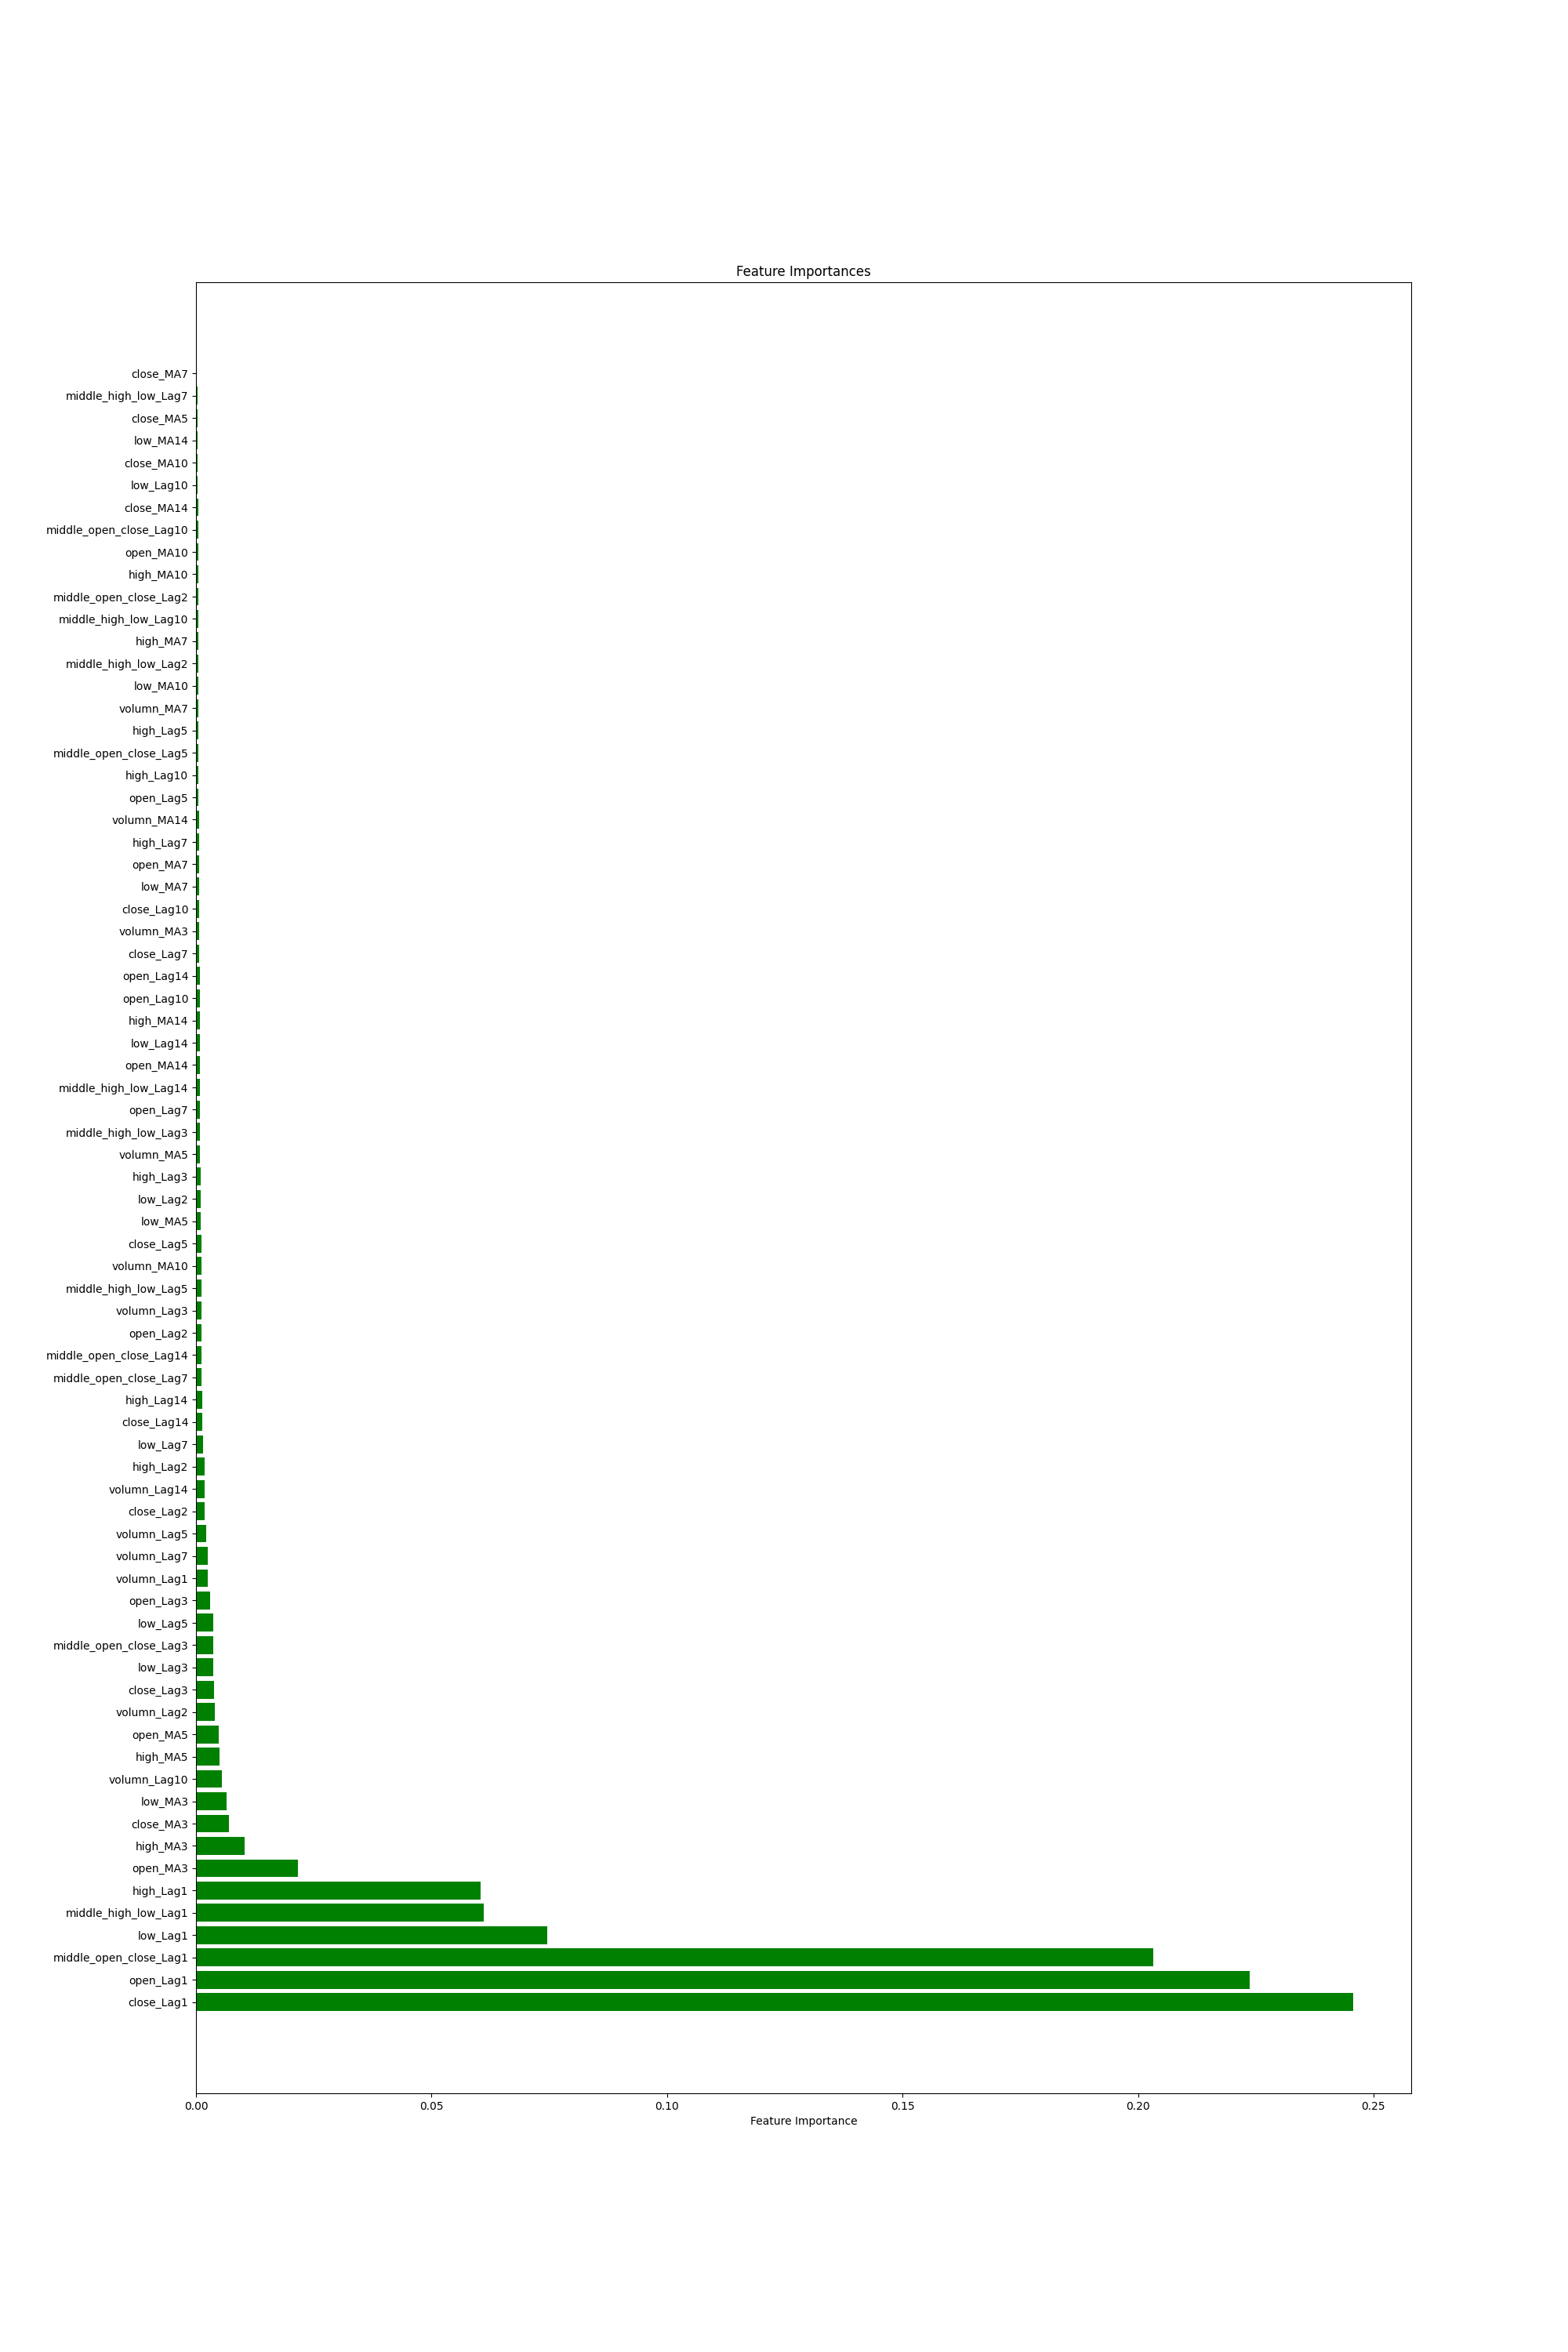 Feature Importances
close_MA7
middle_high_low_Lag7
close_MA5
low_MA14
close_MA10
low_Lag10
close_MA14
middle_open_close_Lag10
open_MA10
high_MA10
middle_open_close_Lag2
middle_high_low_Lag10
high_MA7
middle_high_low_Lag2
low_MA10
volumn_MA7
high_Lag5
middle_open_close_Lag5
high_Lag10
open_Lag5
volumn_MA14
high_Lag7
open_MA7
low_MA7
close_Lag10
volumn_MA3
close_Lag7
open_Lag14
open_Lag10
high_MA14
low_Lag14
open_MA14
middle_high_low_Lag14
open_Lag7
middle_high_low_Lag3
volumn_MA5
high_Lag3
low_Lag2
low_MA5
close_Lag5
volumn_MA10
middle_high_low_Lag5
volumn_Lag3
open_Lag2
middle_open_close_Lag14
middle_open_close_Lag7
high_Lag14
close_Lag14
low_Lag7
high_Lag2
volumn_Lag14
close_Lag2
volumn_Lag5
volumn_Lag7
volumn_Lag1
open_Lag3
low_Lag5
middle_open_close_Lag3
low_Lag3
close_Lag3
volumn_Lag2
open_MA5
high_MA5
volumn_Lag10
low_MA3
close_MA3
high_MA3
open_MA3
high_Lag1
middle_high_low_Lag1
low_Lag1
middle_open_close_Lag1
open_Lag1
close_Lag1
0.00 0.05 0.10 0.15 0.20 0.25
Feature Importance